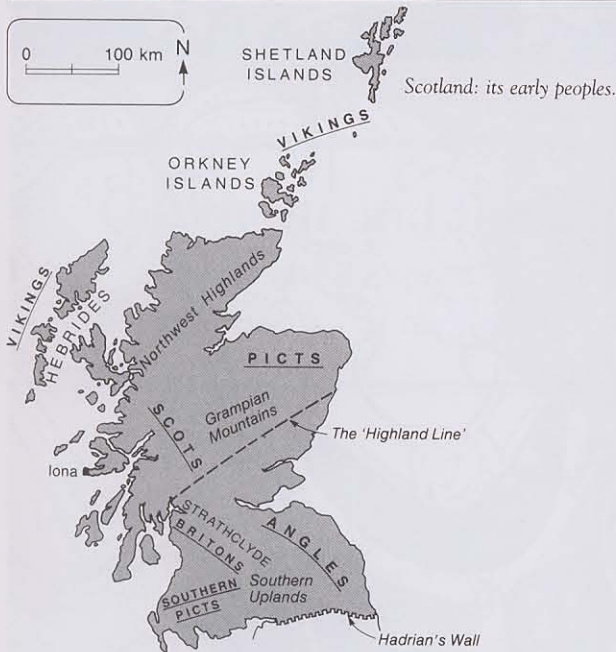 0 100 km
N
SHETLAND
ISLANDS
Scotland: its early peoples.
VIKINGS
ORKNEY
ISLANDS
VIKINGS
HEBRIDES
Northwest Highlands
PICTS
SCOTS
Grampian
Mountains
The 'Highland Line'
Iona
STRATHCLYDE
BRITONS
ANGLES
SOUTHERN
PICTS
Southern
Uplands
Hadrian's Wall